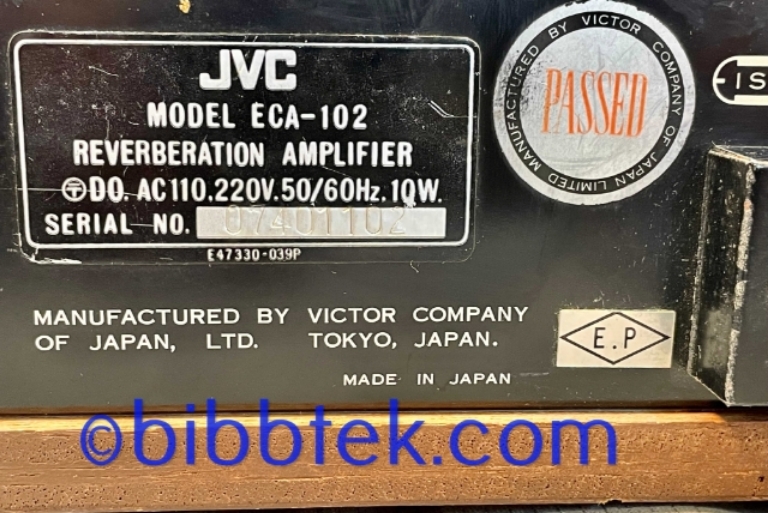 JVC
MODEL ECA-102
REVERBERATION AMPLIFIER
DO. AC110.220V.50/60Hz.10W.
SERIAL NO. 07401102
E47330-039P
MANUFACTURED BY VICTOR COMPANY OF JAPAN LIMITED
PASSED
IS
MANUFACTURED BY VICTOR COMPANY
OF JAPAN, LTD. TOKYO, JAPAN.
MADE IN JAPAN
E.P
©bibbtek.com